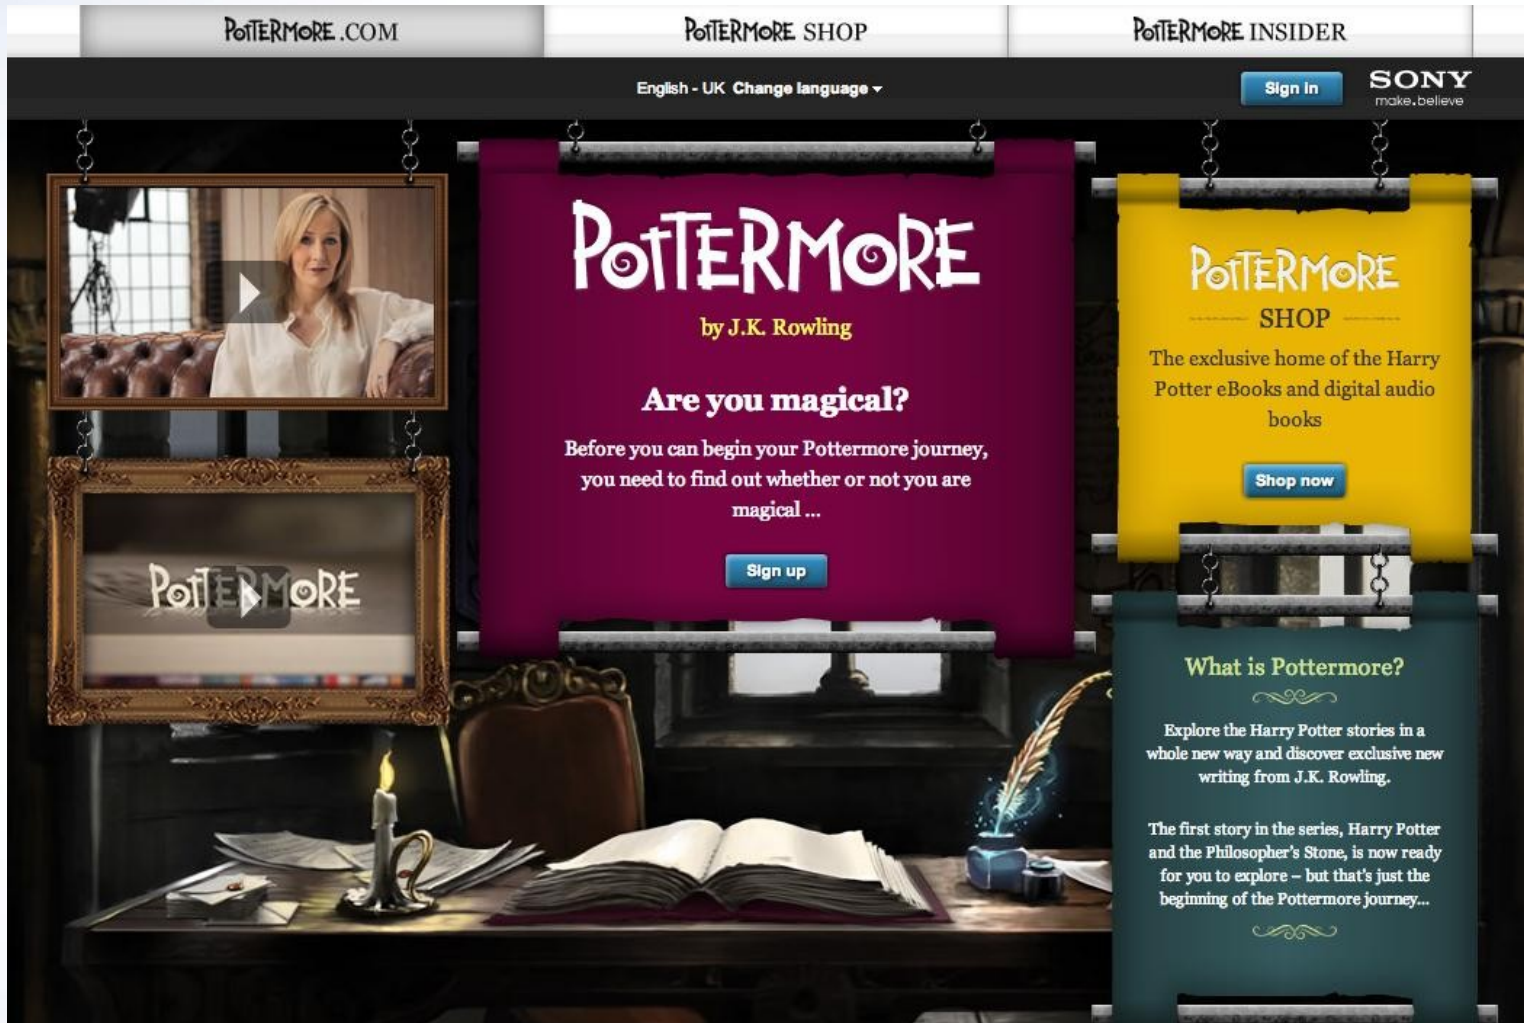 POTTERMORE.COM
POTTERMORE SHOP
POTTERMORE INSIDER
English - UK Change language
Sign in
SONY
make.believe
POTTERMORE
by J.K. Rowling
Are you magical?
Before you can begin your Pottermore journey,
you need to find out whether or not you are
magical ...
Sign up
POTTERMORE
POTTERMORE
SHOP
The exclusive home of the Harry
Potter eBooks and digital audio
books
Shop now
What is Pottermore?
Explore the Harry Potter stories in a
whole new way and discover exclusive new
writing from J.K. Rowling.
The first story in the series, Harry Potter
and the Philosopher's Stone, is now ready
for you to explore – but that's just the
beginning of the Pottermore journey...